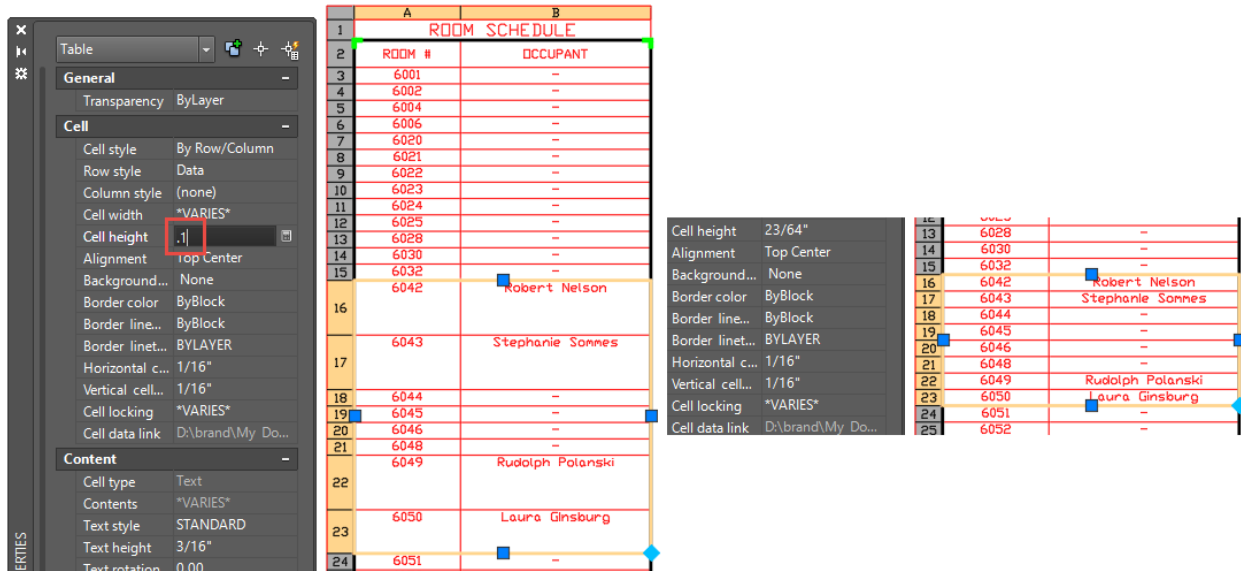 Table
General –
Transparency ByLayer
Cell –
Cell style By Row/Column
Row style Data
Column style (none)
Cell width *VARIES*
Cell height .1
Alignment Top Center
Background... None
Border color ByBlock
Border line... ByBlock
Border linet... BYLAYER
Horizontal c... 1/16"
Vertical cell... 1/16"
Cell locking *VARIES*
Cell data link D:\brand\My Do...
Content –
Cell type Text
Contents *VARIES*
Text style STANDARD
Text height 3/16"
Text rotation 0.00
A B
1 ROOM SCHEDULE
2 ROOM # OCCUPANT
3 6001 –
4 6002 –
5 6004 –
6 6006 –
7 6020 –
8 6021 –
9 6022 –
10 6023 –
11 6024 –
12 6025 –
13 6028 –
14 6030 –
15 6032 –
16 6042 Robert Nelson
17 6043 Stephanie Sommes
18 6044 –
19 6045 –
20 6046 –
21 6048 –
22 6049 Rudolph Polanski
23 6050 Laura Ginsburg
24 6051 –
Cell height 23/64"
Alignment Top Center
Background... None
Border color ByBlock
Border line... ByBlock
Border linet... BYLAYER
Horizontal c... 1/16"
Vertical cell... 1/16"
Cell locking *VARIES*
Cell data link D:\brand\My Do...
13 6028 –
14 6030 –
15 6032 –
16 6042 Robert Nelson
17 6043 Stephanie Sommes
18 6044 –
19 6045 –
20 6046 –
21 6048 –
22 6049 Rudolph Polanski
23 6050 Laura Ginsburg
24 6051 –
25 6052 –